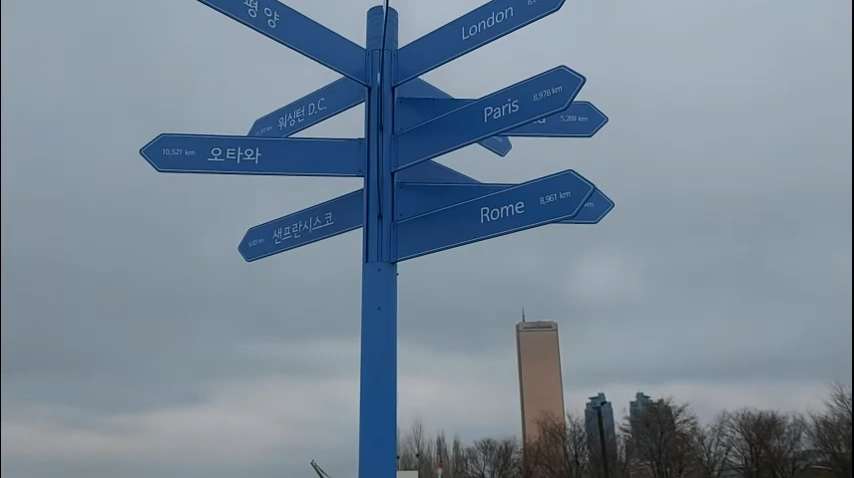 평양
London
워싱턴 D.C.
Paris 8,976 km
5,209 km
10,521 km 오타와
Rome 8,961 km
샌프란시스코